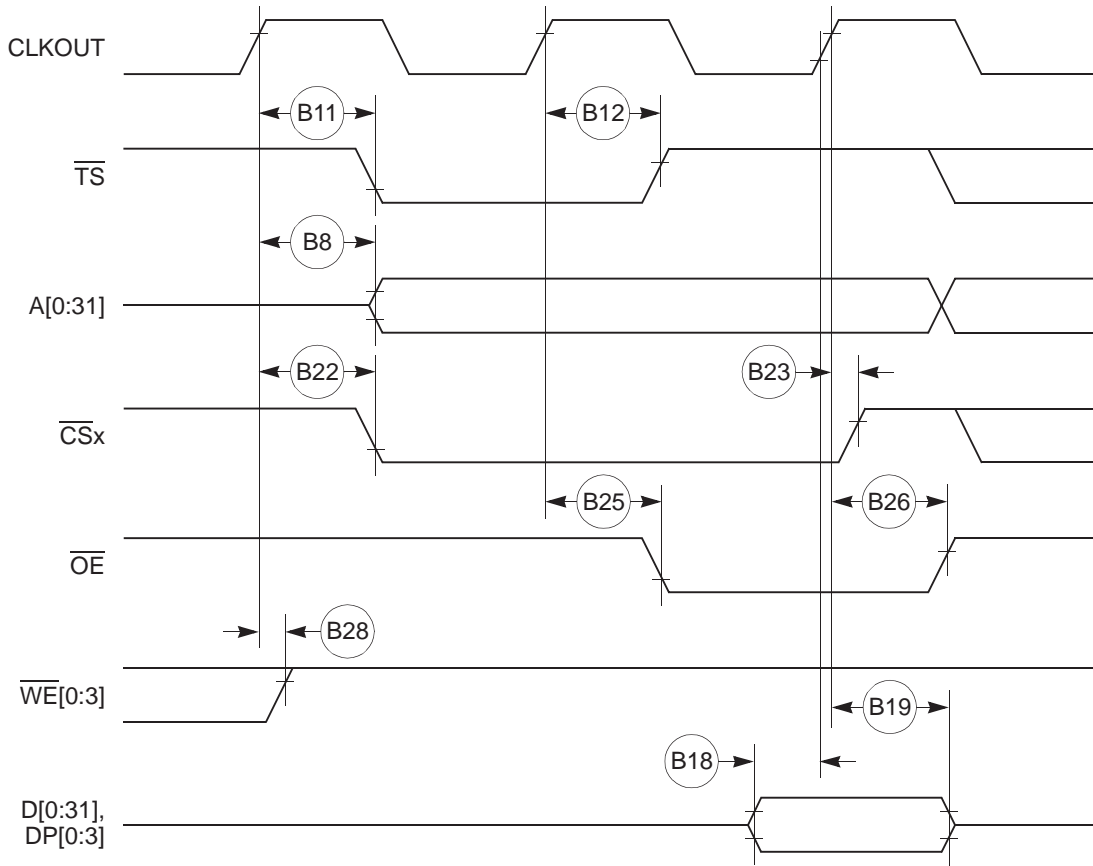 CLKOUT
B11
B12
TS
B8
A[0:31]
B22
B23
CSx
B25
B26
OE
B28
WE[0:3]
B19
B18
D[0:31],
DP[0:3]